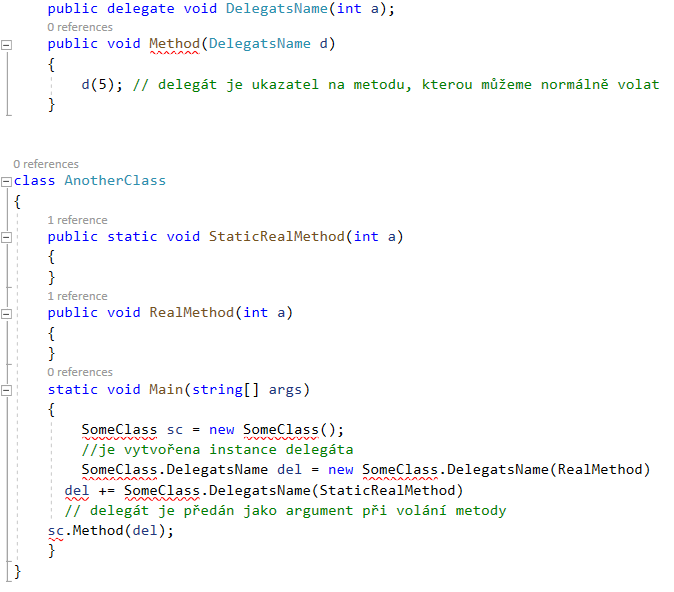 public delegate void DelegatsName(int a);
0 references
public void Method(DelegatsName d)
{
d(5); // delegát je ukazatel na metodu, kterou můžeme normálně volat
}
0 references
class AnotherClass
{
1 reference
public static void StaticRealMethod(int a)
{
}
1 reference
public void RealMethod(int a)
{
}
0 references
static void Main(string[] args)
{
SomeClass sc = new SomeClass();
//je vytvořena instance delegáta
SomeClass.DelegatsName del = new SomeClass.DelegatsName(RealMethod)
del += SomeClass.DelegatsName(StaticRealMethod)
// delegát je předán jako argument při volání metody
sc.Method(del);
}
}